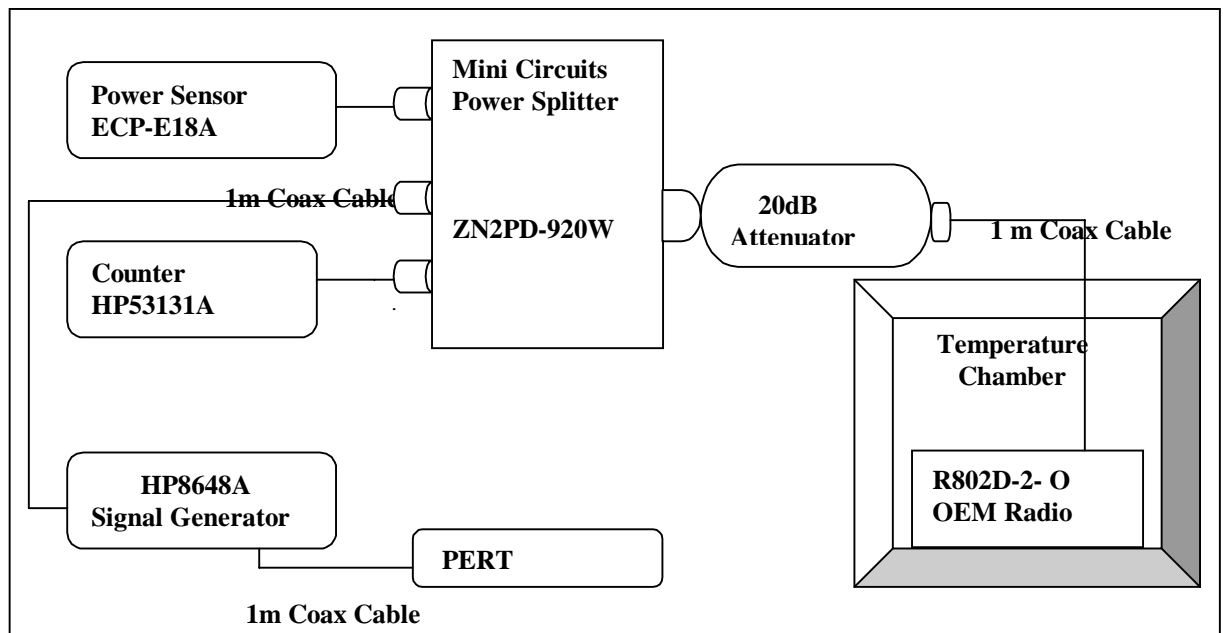 Power Sensor
ECP-E18A
Mini Circuits
Power Splitter
1m Coax Cable
ZN2PD-920W
20dB
Attenuator
1 m Coax Cable
Counter
HP53131A
Temperature
Chamber
HP8648A
Signal Generator
R802D-2- O
OEM Radio
PERT
1m Coax Cable